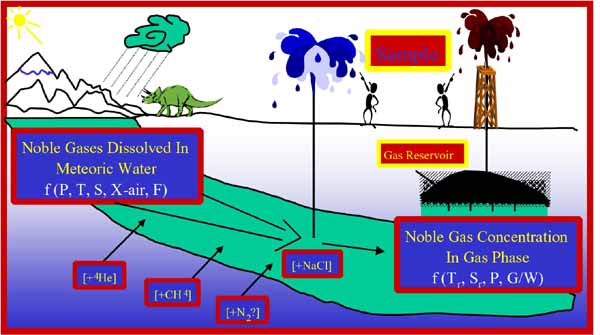 Sample
Gas Reservoir
Noble Gases Dissolved In
Meteoric Water
f (P, T, S, X-air, F)
Noble Gas Concentration
In Gas Phase
f (Tr, Sr, P, G/W)
[+NaCl]
[+⁴He]
[+CH⁴]
[+N₂?]